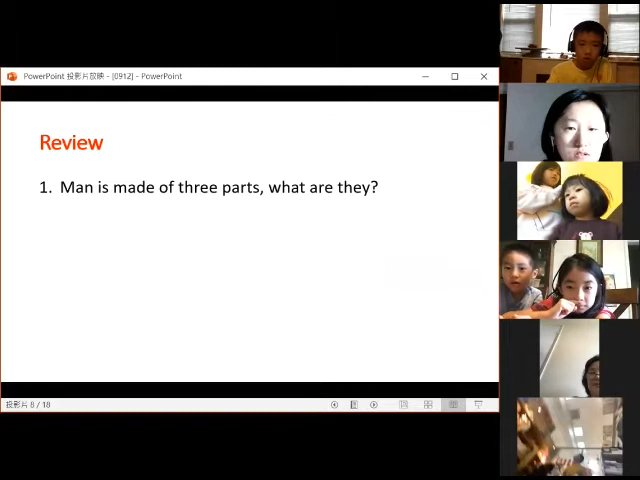 PowerPoint 投影片放映 - [0912] - PowerPoint
Review
1. Man is made of three parts, what are they?
投影片 8 / 18